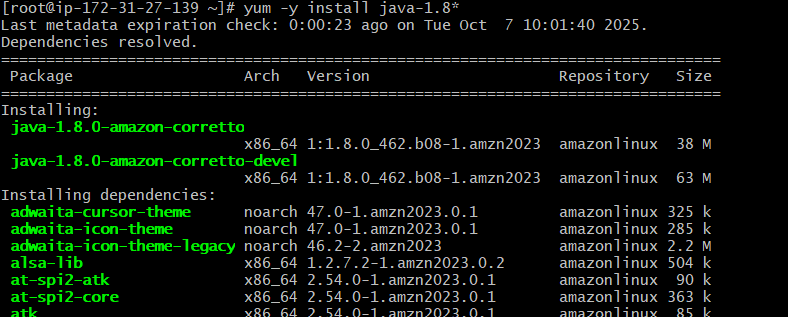 [root@ip-172-31-27-139 ~]# yum -y install java-1.8*
Last metadata expiration check: 0:00:23 ago on Tue Oct  7 10:01:40 2025.
Dependencies resolved.
================================================================================
 Package                    Arch   Version                  Repository   Size
================================================================================
Installing:
 java-1.8.0-amazon-corretto
                            x86_64 1:1.8.0_462.b08-1.amzn2023  amazonlinux  38 M
 java-1.8.0-amazon-corretto-devel
                            x86_64 1:1.8.0_462.b08-1.amzn2023  amazonlinux  63 M
Installing dependencies:
 adwaita-cursor-theme       noarch 47.0-1.amzn2023.0.1      amazonlinux 325 k
 adwaita-icon-theme         noarch 47.0-1.amzn2023.0.1      amazonlinux 285 k
 adwaita-icon-theme-legacy  noarch 46.2-2.amzn2023          amazonlinux 2.2 M
 alsa-lib                   x86_64 1.2.7.2-1.amzn2023.0.2   amazonlinux 504 k
 at-spi2-atk                x86_64 2.54.0-1.amzn2023.0.1    amazonlinux  90 k
 at-spi2-core               x86_64 2.54.0-1.amzn2023.0.1    amazonlinux 363 k
 atk                        x86_64 2.54.0-1.amzn2023.0.1    amazonlinux  85 k